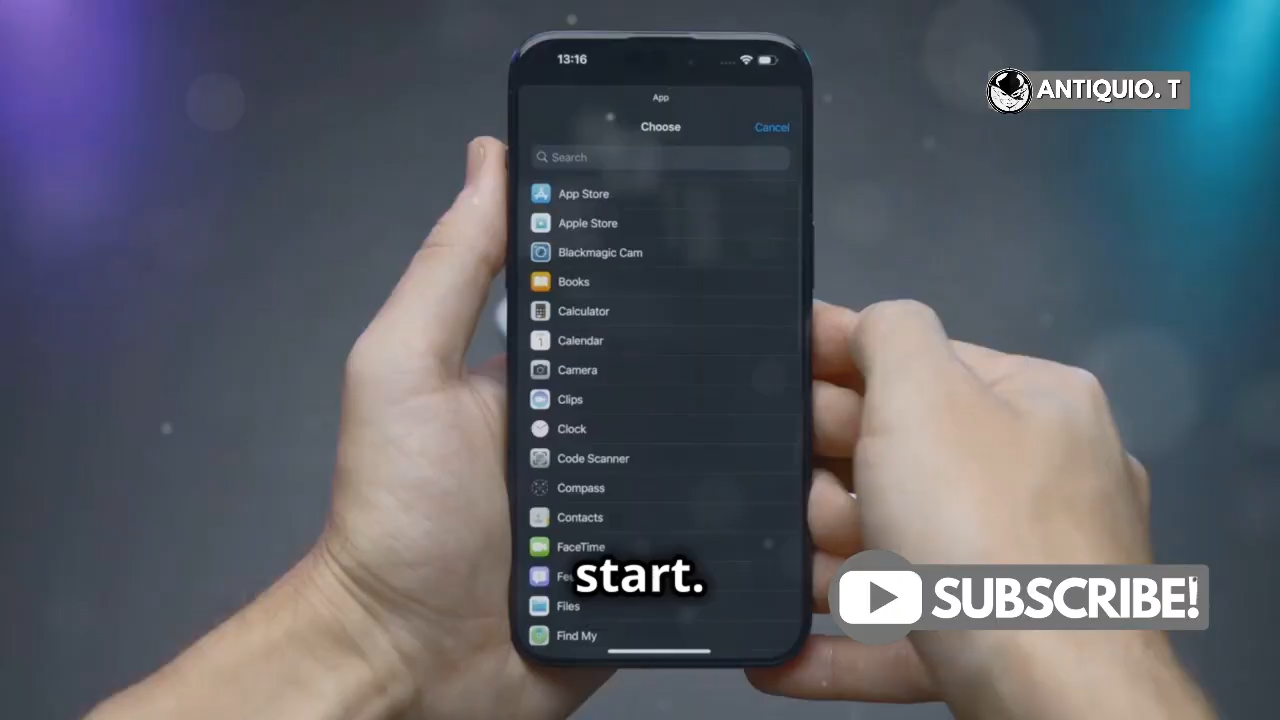 13:16
ANTIQUIO. T
App
Choose
Cancel
Search
App Store
Apple Store
Blackmagic Cam
Books
Calculator
Calendar
Camera
Clips
Clock
Code Scanner
Compass
Contacts
FaceTime
start.
Files
SUBSCRIBE!
Find My